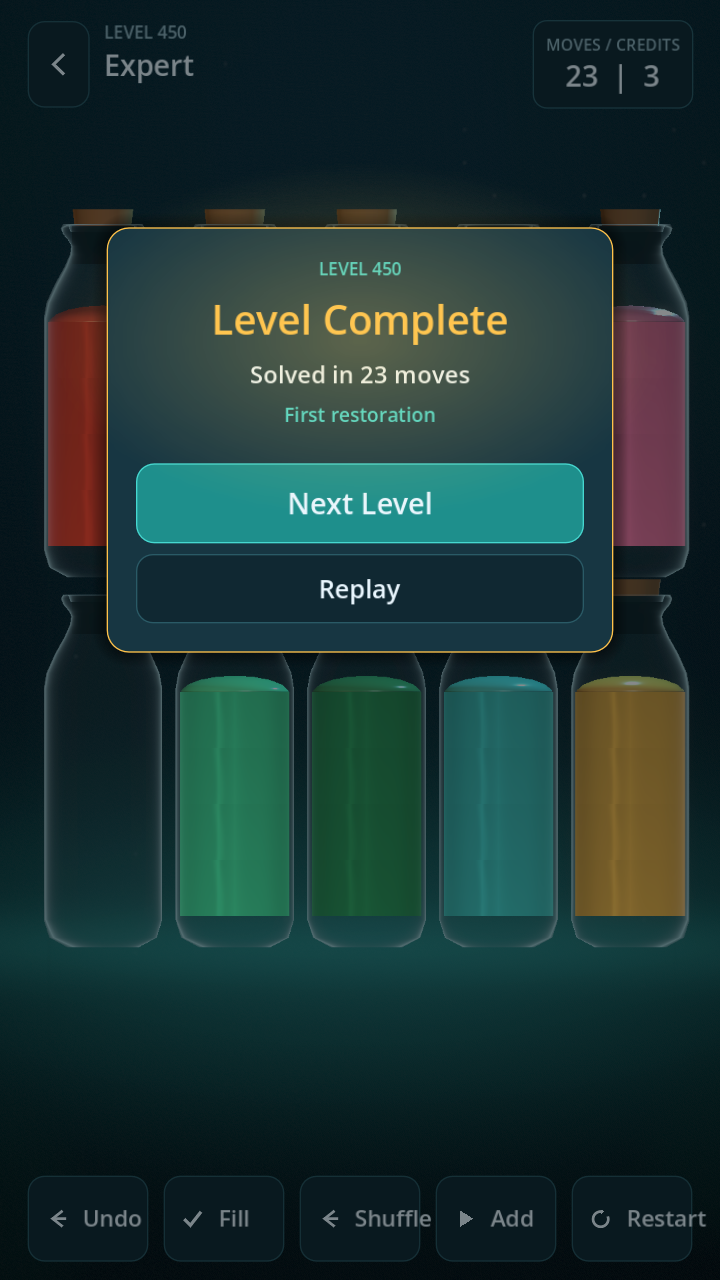 LEVEL 450
Expert
MOVES / CREDITS
23 | 3
LEVEL 450
Level Complete
Solved in 23 moves
First restoration
Next Level
Replay
Undo
Fill
Shuffle
Add
Restart